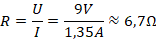 R = U/I = 9V/1,35A ≈ 6,7Ω